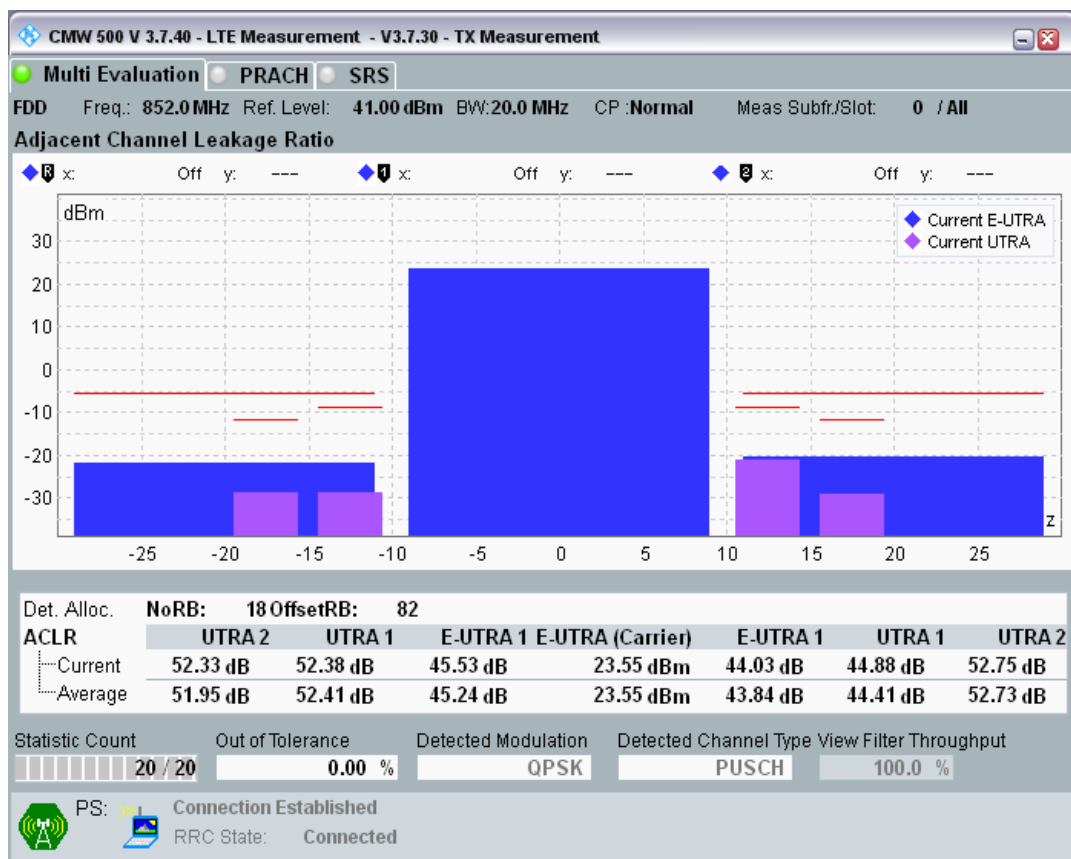 CMW 500 V 3.7.40 - LTE Measurement - V3.7.30 - TX Measurement
Multi Evaluation PRACH SRS
FDD Freq.: 852.0 MHz Ref. Level: 41.00 dBm BW:20.0 MHz CP :Normal Meas Subfr./Slot: 0 / All
Adjacent Channel Leakage Ratio
R x: Off y: --- 1 x: Off y: --- 2 x: Off y: ---
dBm
Current E-UTRA
Current UTRA
30
20
10
0
-10
-20
-30
z
-25 -20 -15 -10 -5 0 5 10 15 20 25
Det. Alloc. NoRB: 18 OffsetRB: 82
ACLR UTRA 2 UTRA 1 E-UTRA 1 E-UTRA (Carrier) E-UTRA 1 UTRA 1 UTRA 2
Current 52.33 dB 52.38 dB 45.53 dB 23.55 dBm 44.03 dB 44.88 dB 52.75 dB
Average 51.95 dB 52.41 dB 45.24 dB 23.55 dBm 43.84 dB 44.41 dB 52.73 dB
Statistic Count Out of Tolerance Detected Modulation Detected Channel Type View Filter Throughput
20 / 20 0.00 % QPSK PUSCH 100.0 %
PS: Connection Established
RRC State: Connected